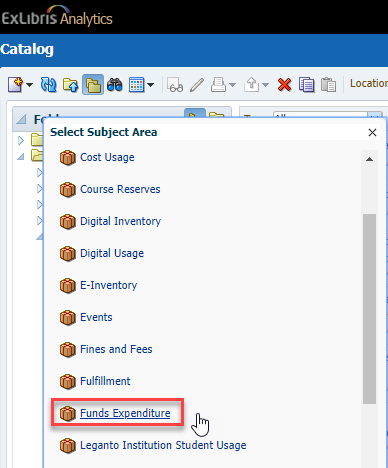 ExLibris Analytics
Catalog
Location
Select Subject Area
Cost Usage
Course Reserves
Digital Inventory
Digital Usage
E-Inventory
Events
Fines and Fees
Fulfillment
Funds Expenditure
Leganto Institution Student Usage